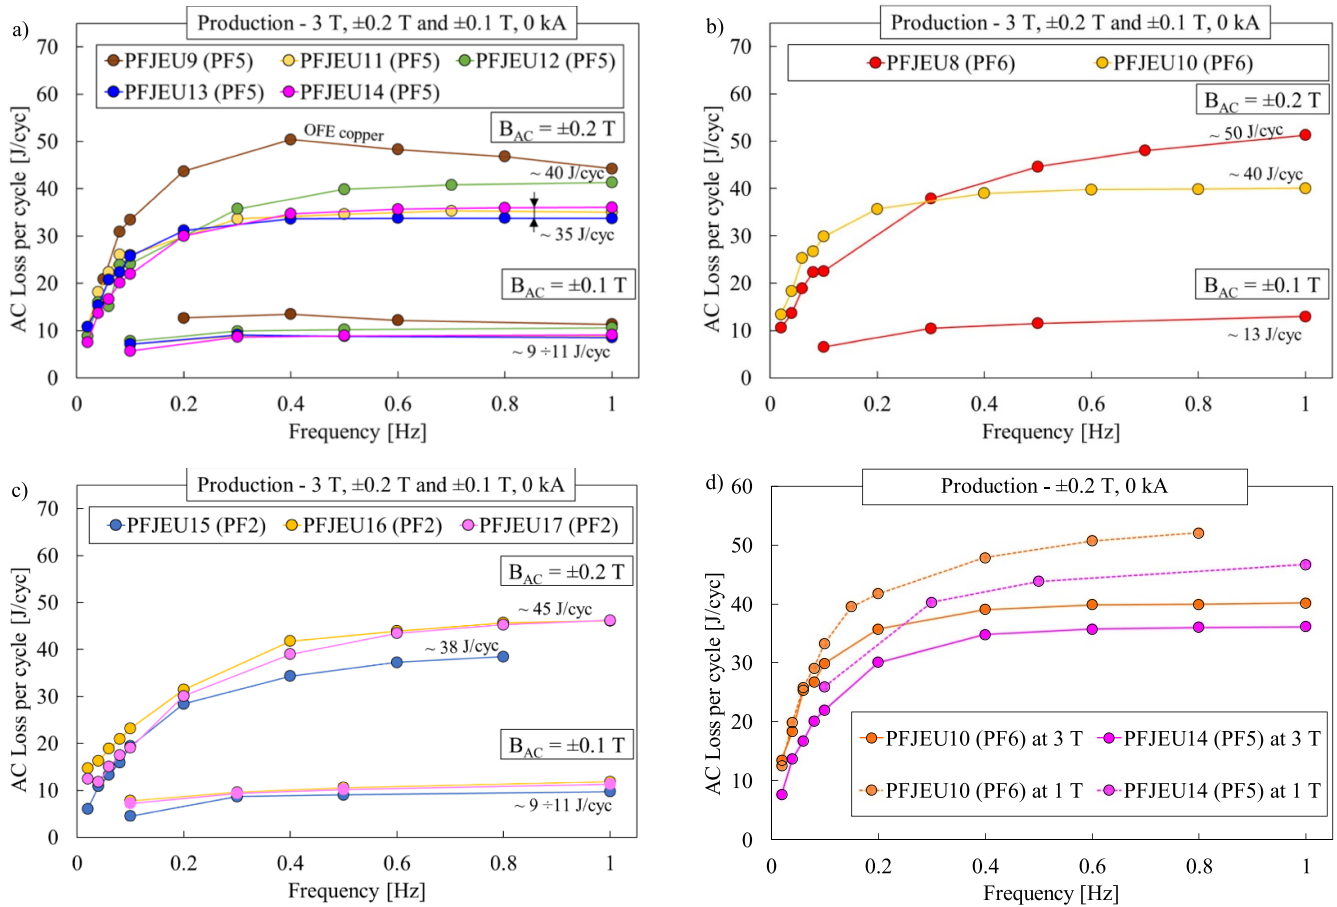 a)
Production - 3 T, ±0.2 T and ±0.1 T, 0 kA
PFJEU9 (PF5) PFJEU11 (PF5) PFJEU12 (PF5)
PFJEU13 (PF5) PFJEU14 (PF5)
AC Loss per cycle [J/cyc]
70
60
50
40
30
20
10
0
OFE copper
B_AC = ±0.2 T
~ 40 J/cyc
~ 35 J/cyc
B_AC = ±0.1 T
~ 9 ÷11 J/cyc
0 0.2 0.4 0.6 0.8 1
Frequency [Hz]
b)
Production - 3 T, ±0.2 T and ±0.1 T, 0 kA
PFJEU8 (PF6) PFJEU10 (PF6)
AC Loss per cycle [J/cyc]
70
60
50
40
30
20
10
0
B_AC = ±0.2 T
~ 50 J/cyc
~ 40 J/cyc
B_AC = ±0.1 T
~ 13 J/cyc
0 0.2 0.4 0.6 0.8 1
Frequency [Hz]
c)
Production - 3 T, ±0.2 T and ±0.1 T, 0 kA
PFJEU15 (PF2) PFJEU16 (PF2) PFJEU17 (PF2)
AC Loss per cycle [J/cyc]
70
60
50
40
30
20
10
0
B_AC = ±0.2 T
~ 45 J/cyc
~ 38 J/cyc
B_AC = ±0.1 T
~ 9 ÷11 J/cyc
0 0.2 0.4 0.6 0.8 1
Frequency [Hz]
d)
Production - ±0.2 T, 0 kA
AC Loss per cycle [J/cyc]
60
50
40
30
20
10
0
PFJEU10 (PF6) at 3 T PFJEU14 (PF5) at 3 T
PFJEU10 (PF6) at 1 T PFJEU14 (PF5) at 1 T
0 0.2 0.4 0.6 0.8 1
Frequency [Hz]